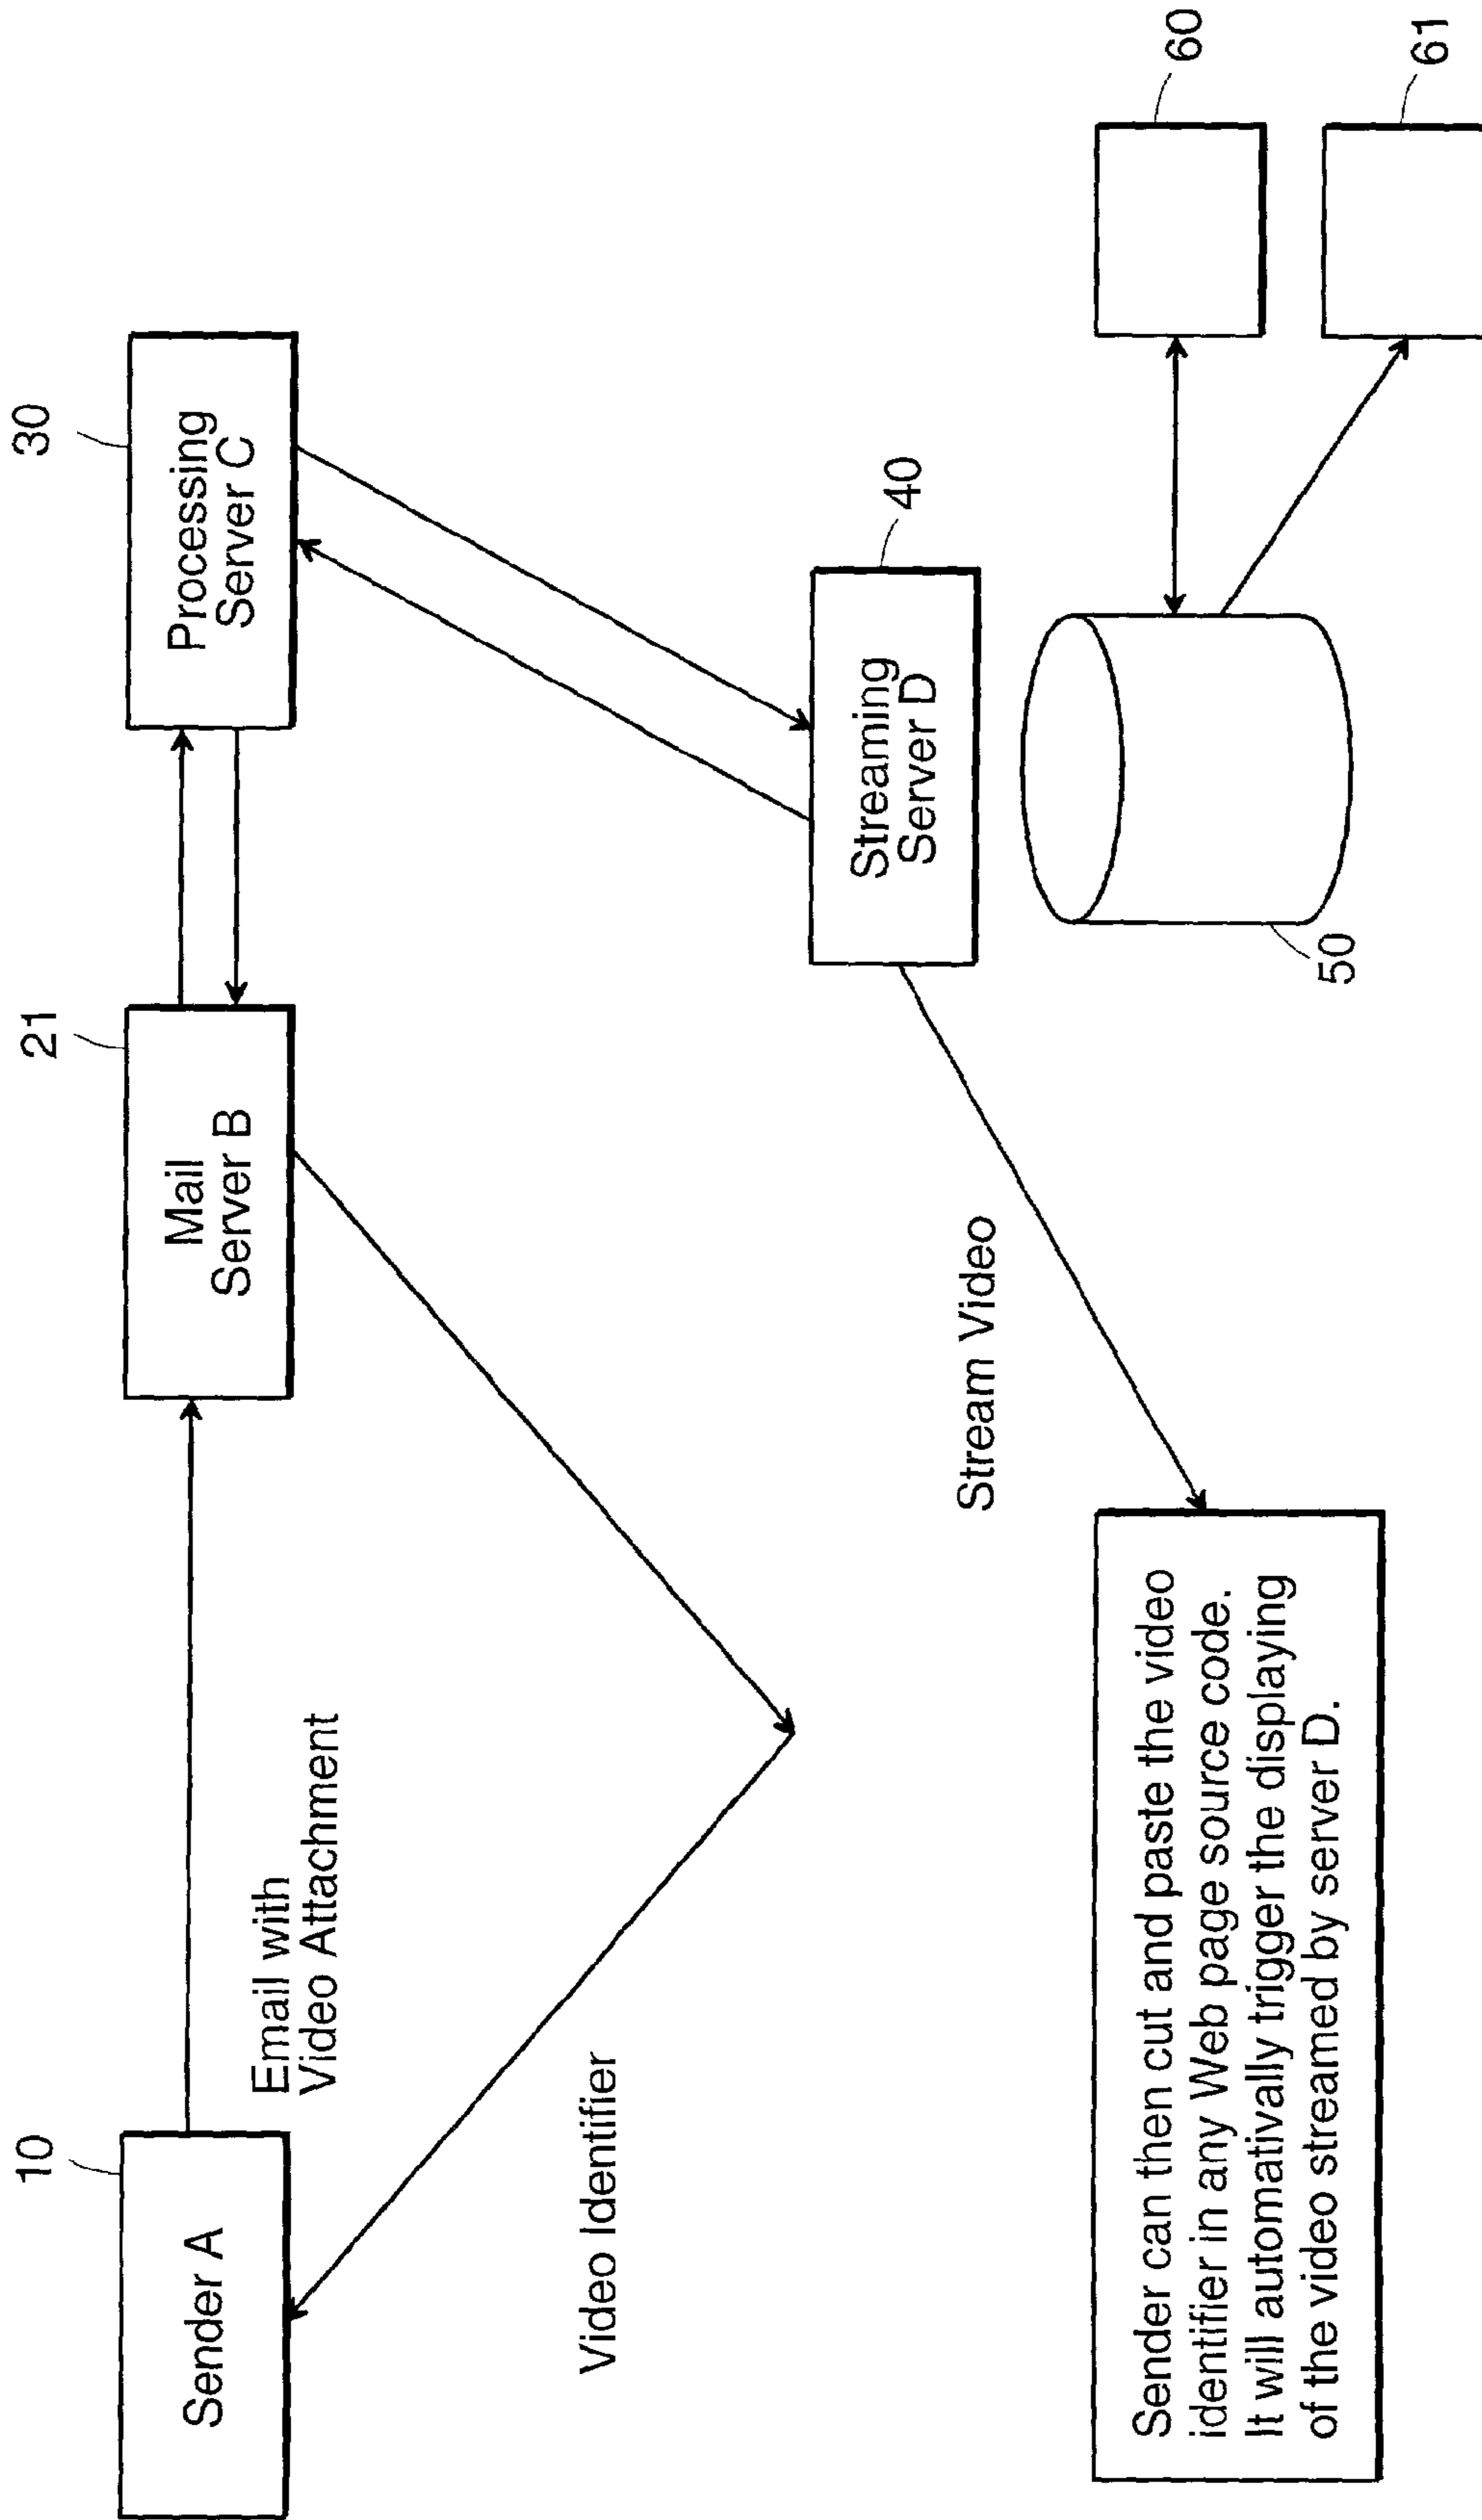 10
Sender A
Email with
Video Attachment
21
Mail
Server B
30
Processing
Server C
Video Identifier
40
Streaming
Server D
Stream Video
50
60
61
Sender can then cut and paste the video
identifier in any Web page source code.
It will automativally trigger the displaying
of the video streamed by server D.